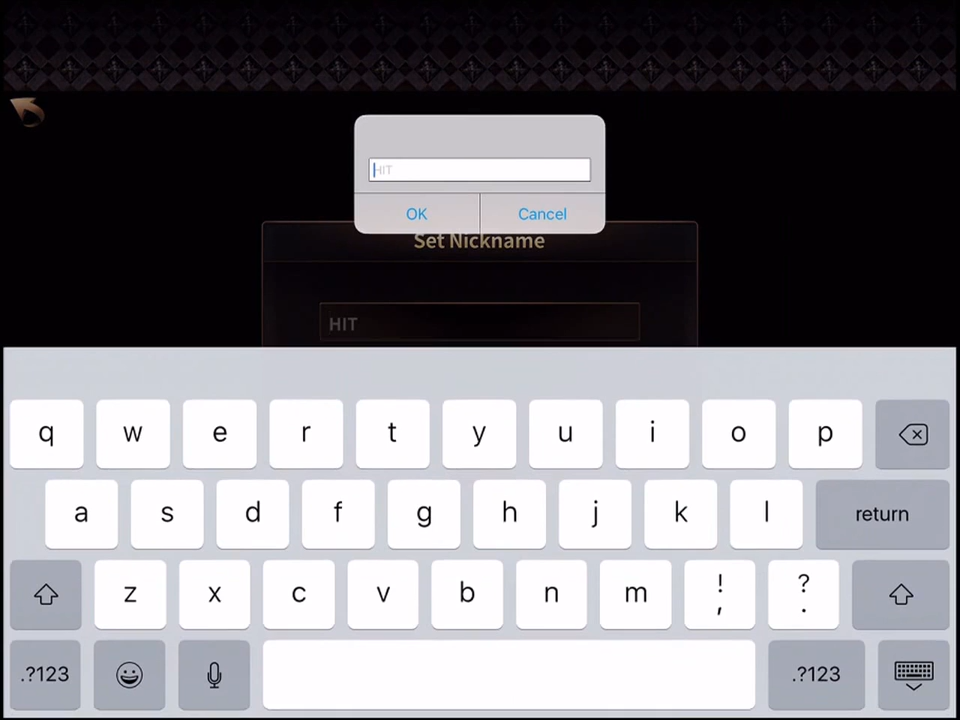 HIT
OK Cancel
Set Nickname
HIT
q w e r t y u i o p
a s d f g h j k l return
z x c v b n m ! , ? .
.?123 .?123